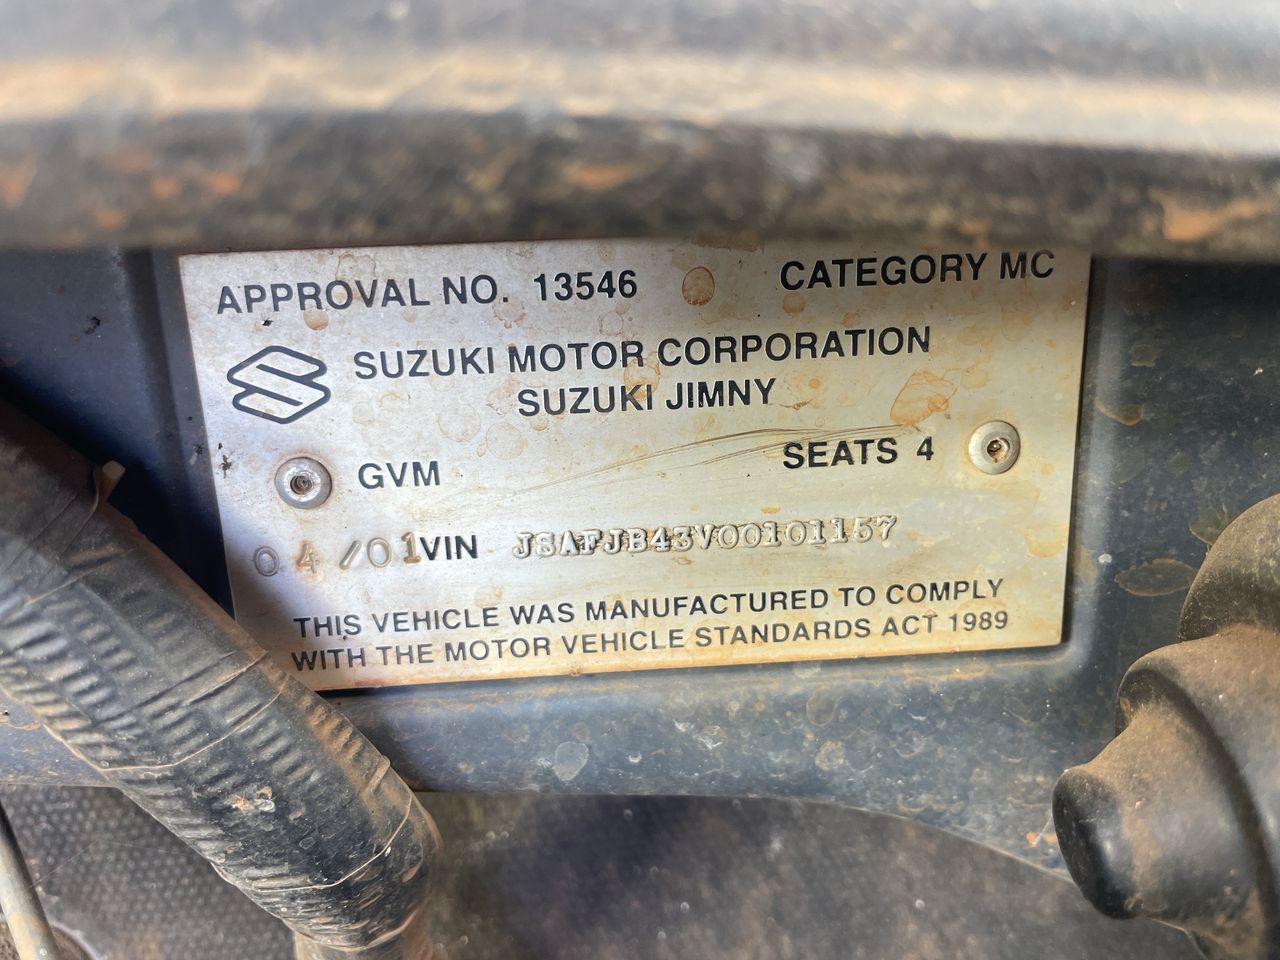 APPROVAL NO. 13546 CATEGORY MC
SUZUKI MOTOR CORPORATION
SUZUKI JIMNY
GVM SEATS 4
04/01 VIN JSAFJB43V00101157
THIS VEHICLE WAS MANUFACTURED TO COMPLY
WITH THE MOTOR VEHICLE STANDARDS ACT 1989